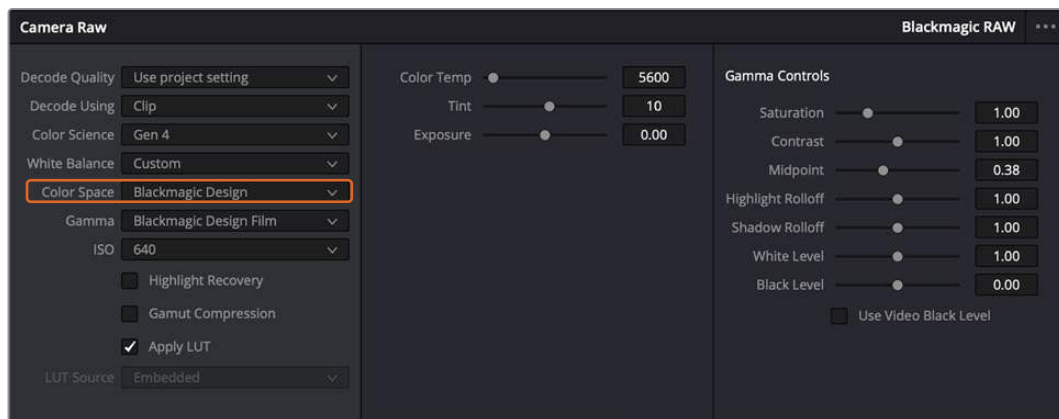 Camera Raw
Blackmagic RAW
Decode Quality Use project setting
Decode Using Clip
Color Science Gen 4
White Balance Custom
Color Space Blackmagic Design
Gamma Blackmagic Design Film
ISO 640
Highlight Recovery
Gamut Compression
Apply LUT
LUT Source Embedded
Color Temp 5600
Tint 10
Exposure 0.00
Gamma Controls
Saturation 1.00
Contrast 1.00
Midpoint 0.38
Highlight Rolloff 1.00
Shadow Rolloff 1.00
White Level 1.00
Black Level 0.00
Use Video Black Level